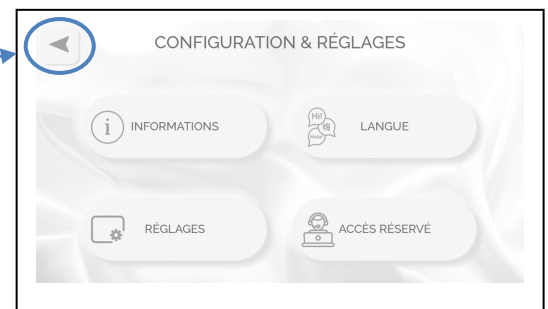 CONFIGURATION & RÉGLAGES
INFORMATIONS
LANGUE
RÉGLAGES
ACCÈS RÉSERVÉ